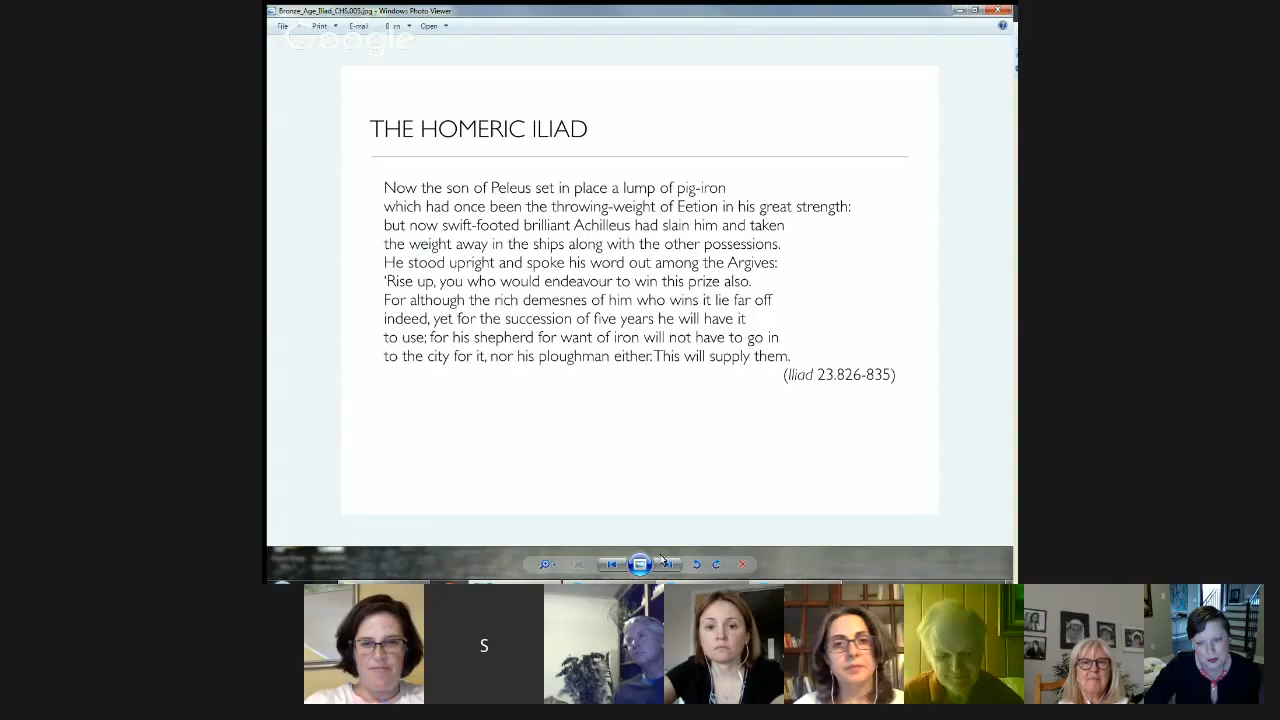 Bronze_Age_Iliad_CHS.005.jpg - Windows Photo Viewer
File Print E-mail Burn Open
Google
THE HOMERIC ILIAD
Now the son of Peleus set in place a lump of pig-iron
which had once been the throwing-weight of Eetion in his great strength:
but now swift-footed brilliant Achilleus had slain him and taken
the weight away in the ships along with the other possessions.
He stood upright and spoke his word out among the Argives:
‘Rise up, you who would endeavour to win this prize also.
For although the rich demesnes of him who wins it lie far off
indeed, yet for the succession of five years he will have it
to use; for his shepherd for want of iron will not have to go in
to the city for it, nor his ploughman either. This will supply them.
(Iliad 23.826-835)
S